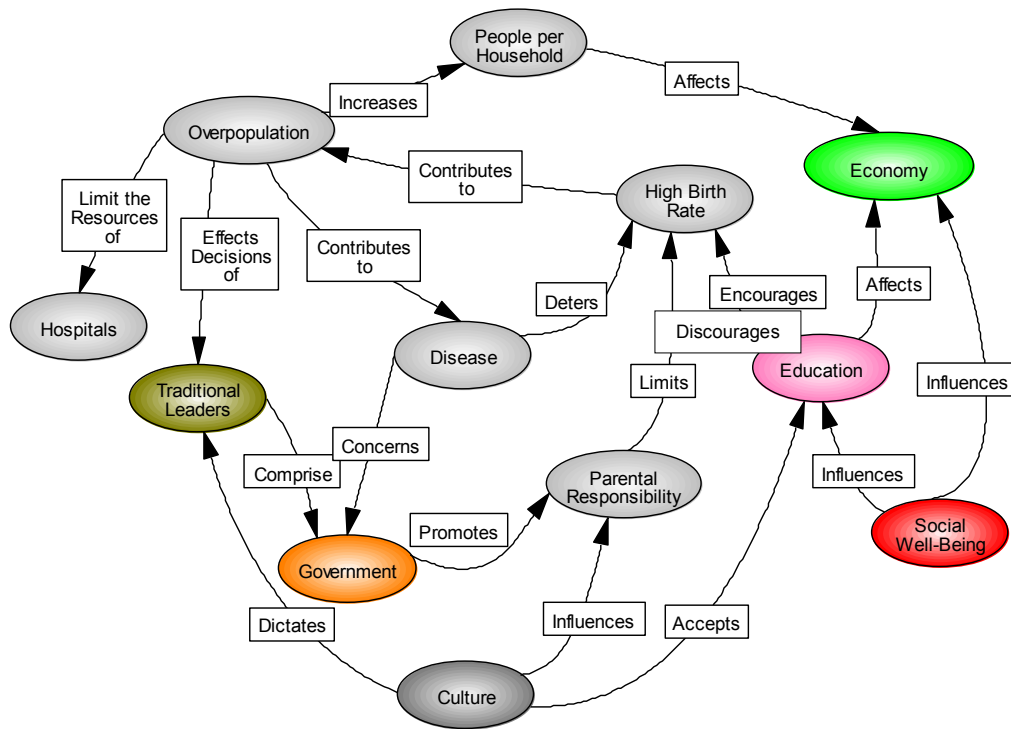 People per
Household
Affects
Increases
Overpopulation
Economy
Contributes
to
High Birth
Rate
Limit the
Resources
of
Effects
Decisions
of
Contributes
to
Encourages
Affects
Deters
Hospitals
Discourages
Disease
Education
Traditional
Leaders
Limits
Influences
Concerns
Comprise
Parental
Responsibility
Influences
Promotes
Social
Well-Being
Government
Dictates
Influences
Accepts
Culture